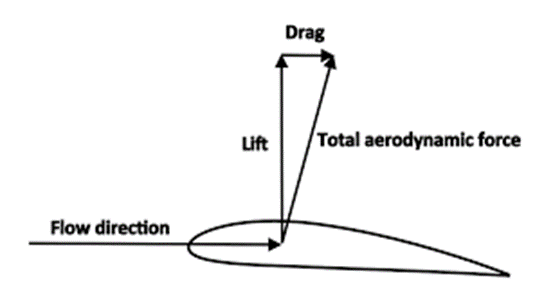 Drag
Lift
Total aerodynamic force
Flow direction